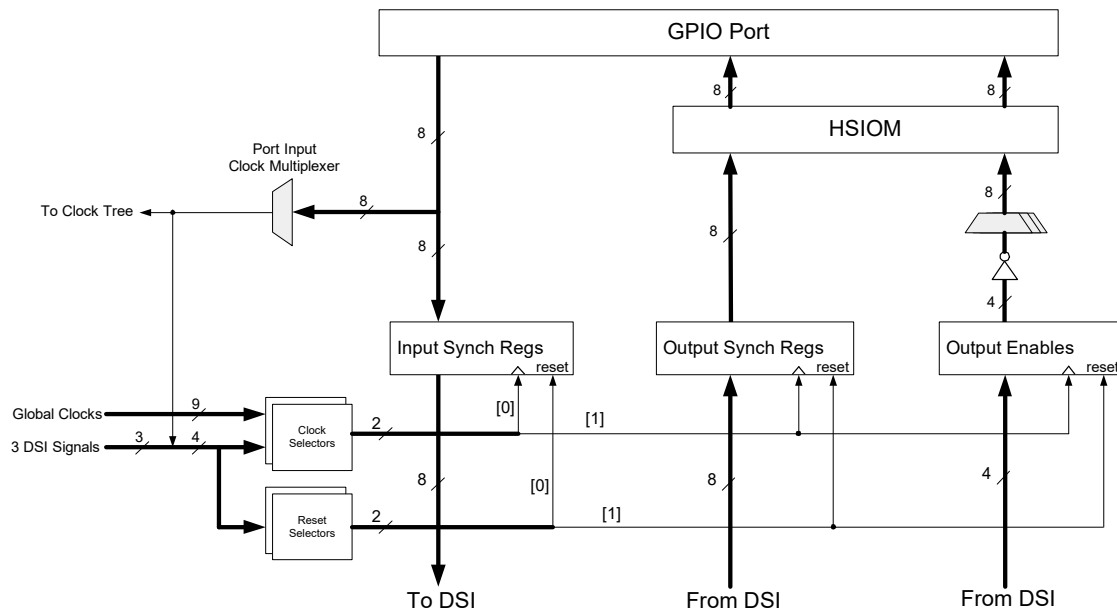 GPIO Port
8
8
8
HSIOM
Port Input
Clock Multiplexer
8
To Clock Tree
8
8
8
4
Input Synch Regs
reset
Output Synch Regs
reset
Output Enables
reset
[0]
[1]
Global Clocks
9
Clock
Selectors
2
3 DSI Signals
3
4
8
[0]
8
4
Reset
Selectors
2
[1]
To DSI
From DSI
From DSI